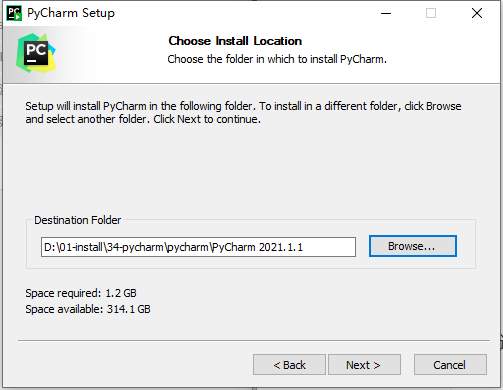 PyCharm Setup
PC
Choose Install Location
Choose the folder in which to install PyCharm.
PC
Setup will install PyCharm in the following folder. To install in a different folder, click Browse
and select another folder. Click Next to continue.
Destination Folder
D:\01-install\34-pycharm\pycharm\PyCharm 2021.1.1
Browse...
Space required: 1.2 GB
Space available: 314.1 GB
< Back
Next >
Cancel